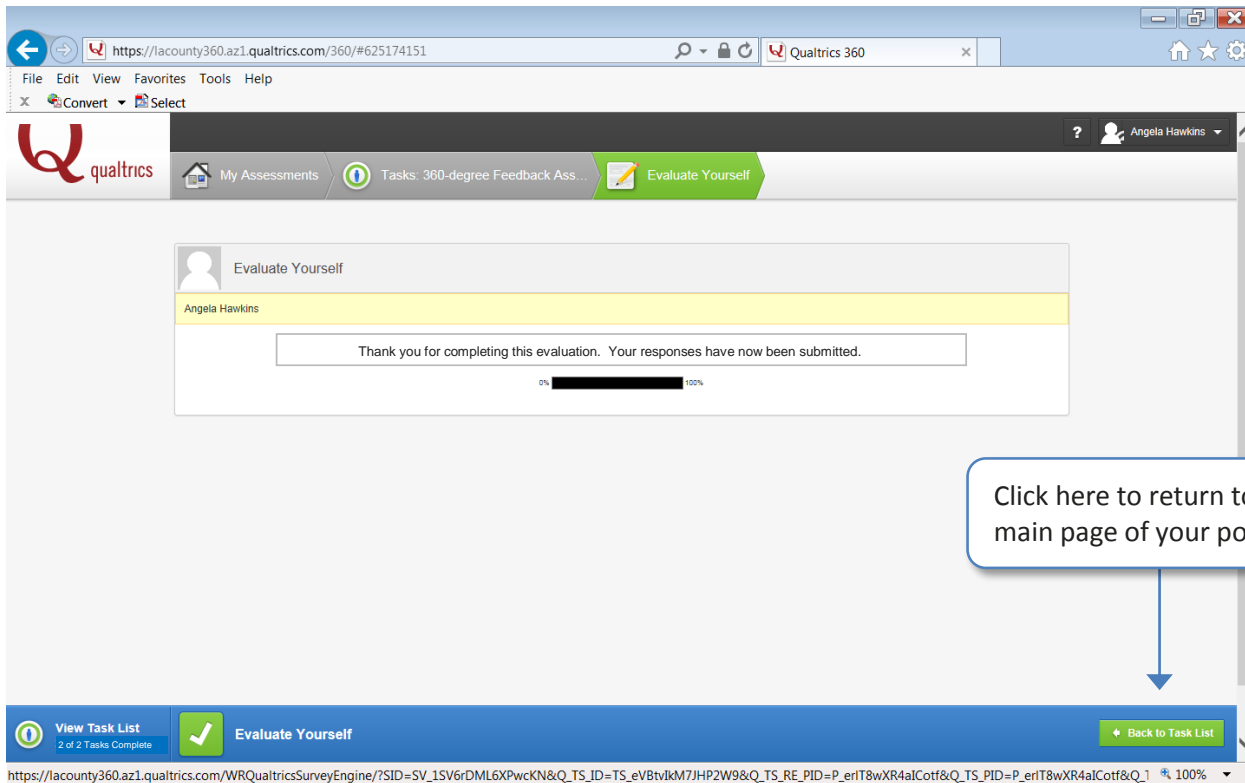 https://lacounty360.az1.qualtrics.com/360/#625174151
Qualtrics 360
File Edit View Favorites Tools Help
x Convert Select
qualtrics
? Angela Hawkins
My Assessments
Tasks: 360-degree Feedback Ass...
Evaluate Yourself
Evaluate Yourself
Angela Hawkins
Thank you for completing this evaluation. Your responses have now been submitted.
0% 100%
Click here to return to
main page of your po
View Task List
2 of 2 Tasks Complete
Evaluate Yourself
Back to Task List
https://lacounty360.az1.qualtrics.com/WRQualtricsSurveyEngine/?SID=SV_1SV6rDML6XPwcKN&Q_TS_ID=TS_eVBtvIkM7JHP2W9&Q_TS_RE_PID=P_erIT8wXR4aICotf&Q_TS_PID=P_erIT8wXR4aICotf&Q_1 100%